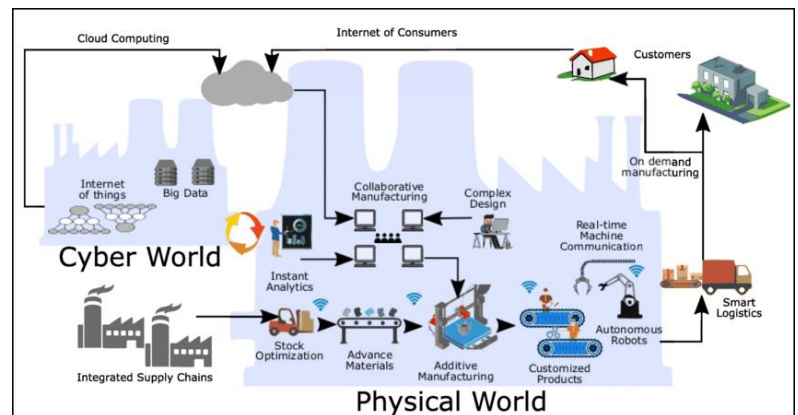 Cloud Computing
Internet of Consumers
Customers
Internet
of things
Big Data
Collaborative
Manufacturing
Complex
Design
On demand
manufacturing
Real-time
Machine
Communication
Cyber World
Instant
Analytics
Smart
Logistics
Stock
Optimization
Advance
Materials
Additive
Manufacturing
Customized
Products
Autonomous
Robots
Integrated Supply Chains
Physical World